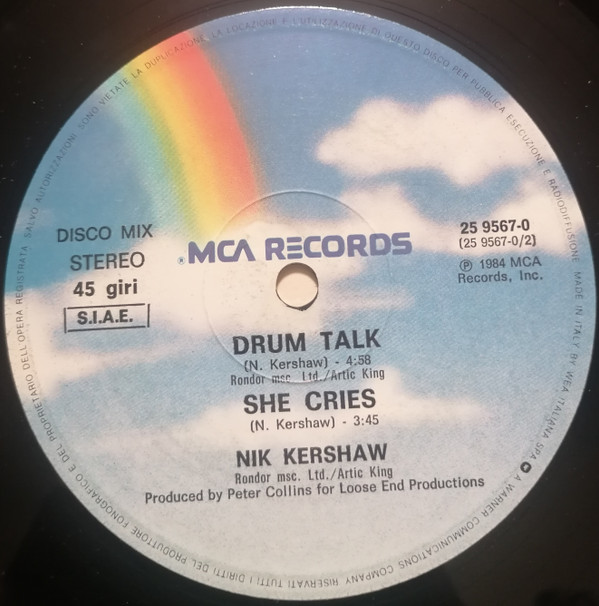 DISCO MIX
STEREO
45 giri
S.I.A.E.
® MCA RECORDS
25 9567-0
(25 9567-0/2)
Ⓟ 1984 MCA
Records, Inc.
DRUM TALK
(N. Kershaw) - 4:58
Rondor msc. Ltd./Artic King
SHE CRIES
(N. Kershaw) - 3:45
NIK KERSHAW
Rondor msc. Ltd./Artic King
Produced by Peter Collins for Loose End Productions
MADE IN ITALY BY WEA ITALIANA SPA A WARNER COMMUNICATIONS COMPANY RISERVATI TUTTI I DIRITTI DEL PRODUTTORE FONOGRAFICO E DEL PROPRIETARIO DELL'OPERA REGISTRATA. SALVO AUTORIZZAZIONI SONO VIETATE LA DUPLICAZIONE, LA LOCAZIONE E L'UTILIZZAZIONE DI QUESTO DISCO PER PUBBLICA ESECUZIONE E RADIODIFFUSIONE